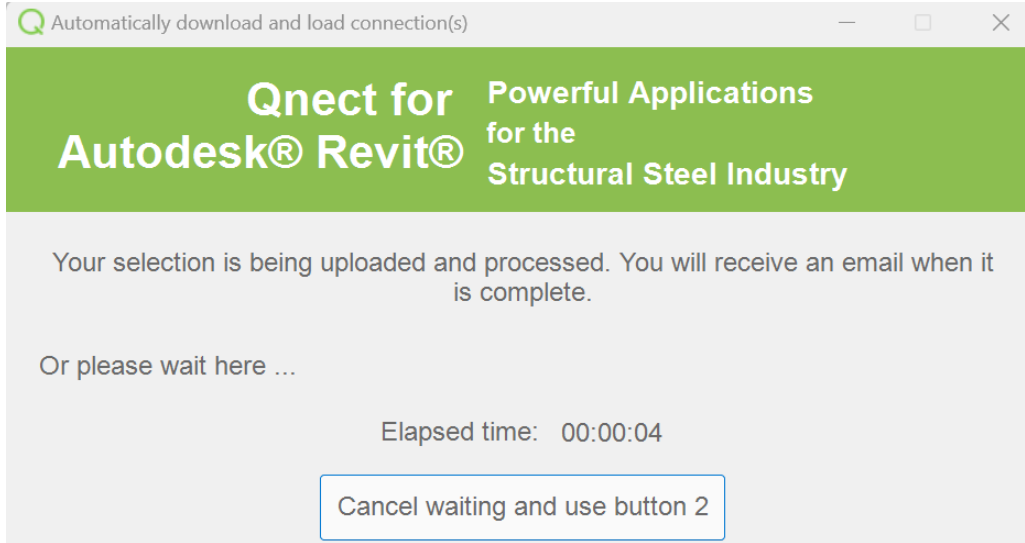 Automatically download and load connection(s)
Qnect for
Autodesk® Revit®
Powerful Applications
for the
Structural Steel Industry
Your selection is being uploaded and processed. You will receive an email when it
is complete.
Or please wait here ...
Elapsed time: 00:00:04
Cancel waiting and use button 2